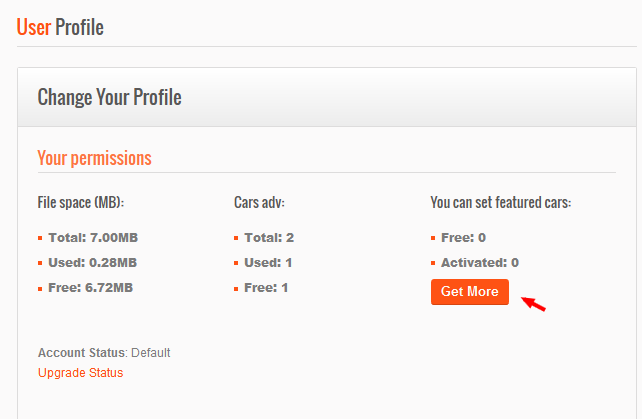 User Profile
Change Your Profile
Your permissions
File space (MB):
Total: 7.00MB
Used: 0.28MB
Free: 6.72MB
Cars adv:
Total: 2
Used: 1
Free: 1
You can set featured cars:
Free: 0
Activated: 0
Get More
Account Status: Default
Upgrade Status